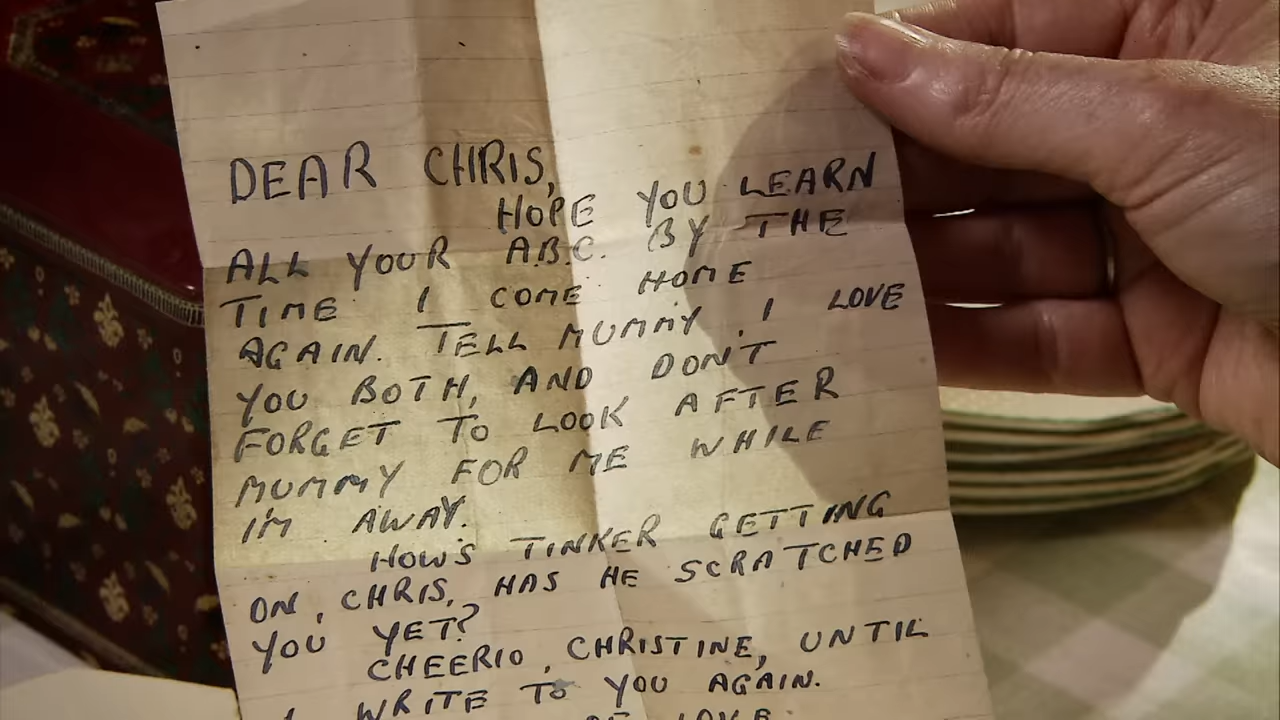 DEAR CHRIS,
HOPE YOU LEARN
ALL YOUR A.B.C. BY THE
TIME I COME HOME
AGAIN. TELL MUMMY, I LOVE
YOU BOTH, AND DON'T
FORGET TO LOOK AFTER
MUMMY FOR ME WHILE
I'M AWAY.
HOW'S TINKER GETTING
ON, CHRIS, HAS HE SCRATCHED
YOU YET?
CHEERIO, CHRISTINE, UNTIL
I WRITE TO YOU AGAIN.
OF LOVE